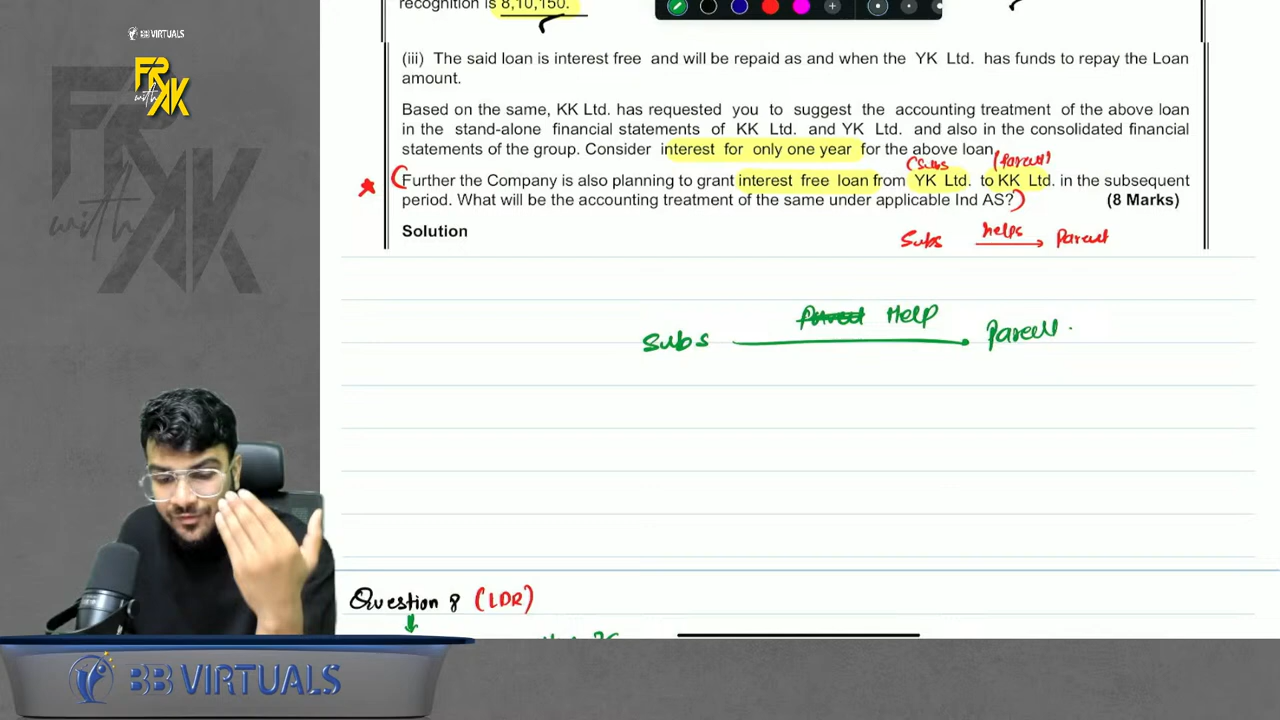 recognition is 8,10,150.
BB VIRTUALS
FR
with
AK
(iii) The said loan is interest free and will be repaid as and when the YK Ltd. has funds to repay the Loan
amount.
Based on the same, KK Ltd. has requested you to suggest the accounting treatment of the above loan
in the stand-alone financial statements of KK Ltd. and YK Ltd. and also in the consolidated financial
statements of the group. Consider interest for only one year for the above loan.
(Subs (Parent)
(Further the Company is also planning to grant interest free loan from YK Ltd. to KK Ltd. in the subsequent
period. What will be the accounting treatment of the same under applicable Ind AS?) (8 Marks)
Solution
Subs helps Parent
Help
Subs Parent.
Question 8 (LDR)
BB VIRTUALS